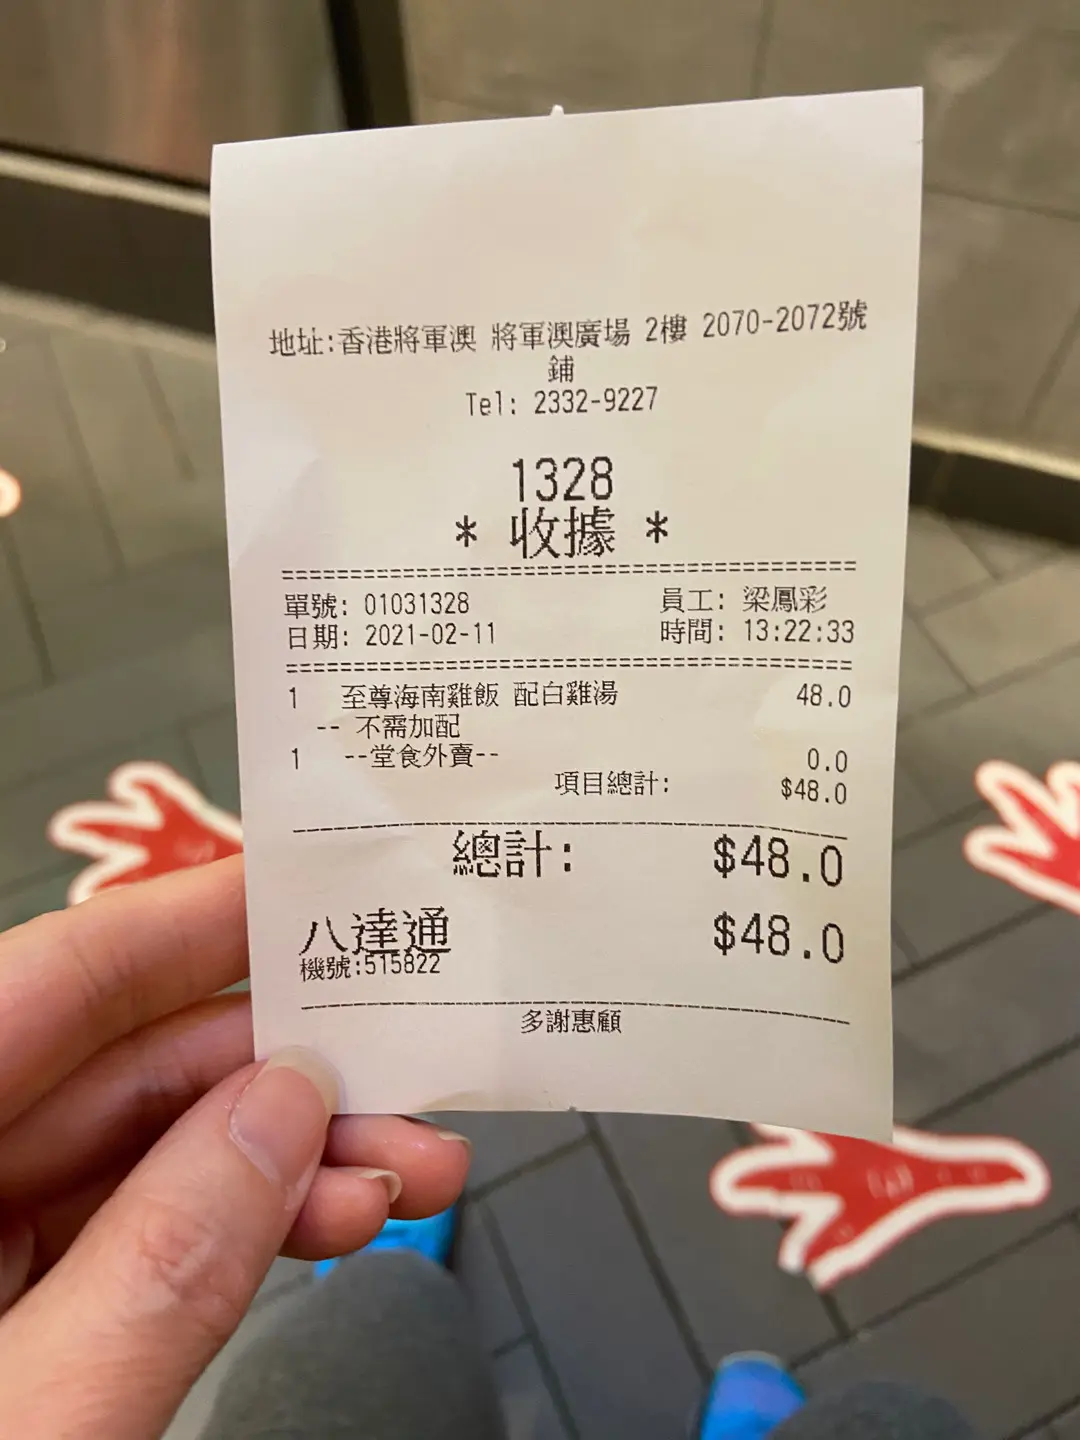 地址:香港將軍澳 將軍澳廣場 2樓 2070-2072號
鋪
Tel: 2332-9227
1328
* 收據 *
單號: 01031328 員工: 梁鳳彩
日期: 2021-02-11 時間: 13:22:33
1 至尊海南雞飯 配白雞湯 48.0
-- 不需加配
1 --堂食外賣-- 0.0
項目總計: $48.0
總計: $48.0
八達通 $48.0
機號:515822
多謝惠顧